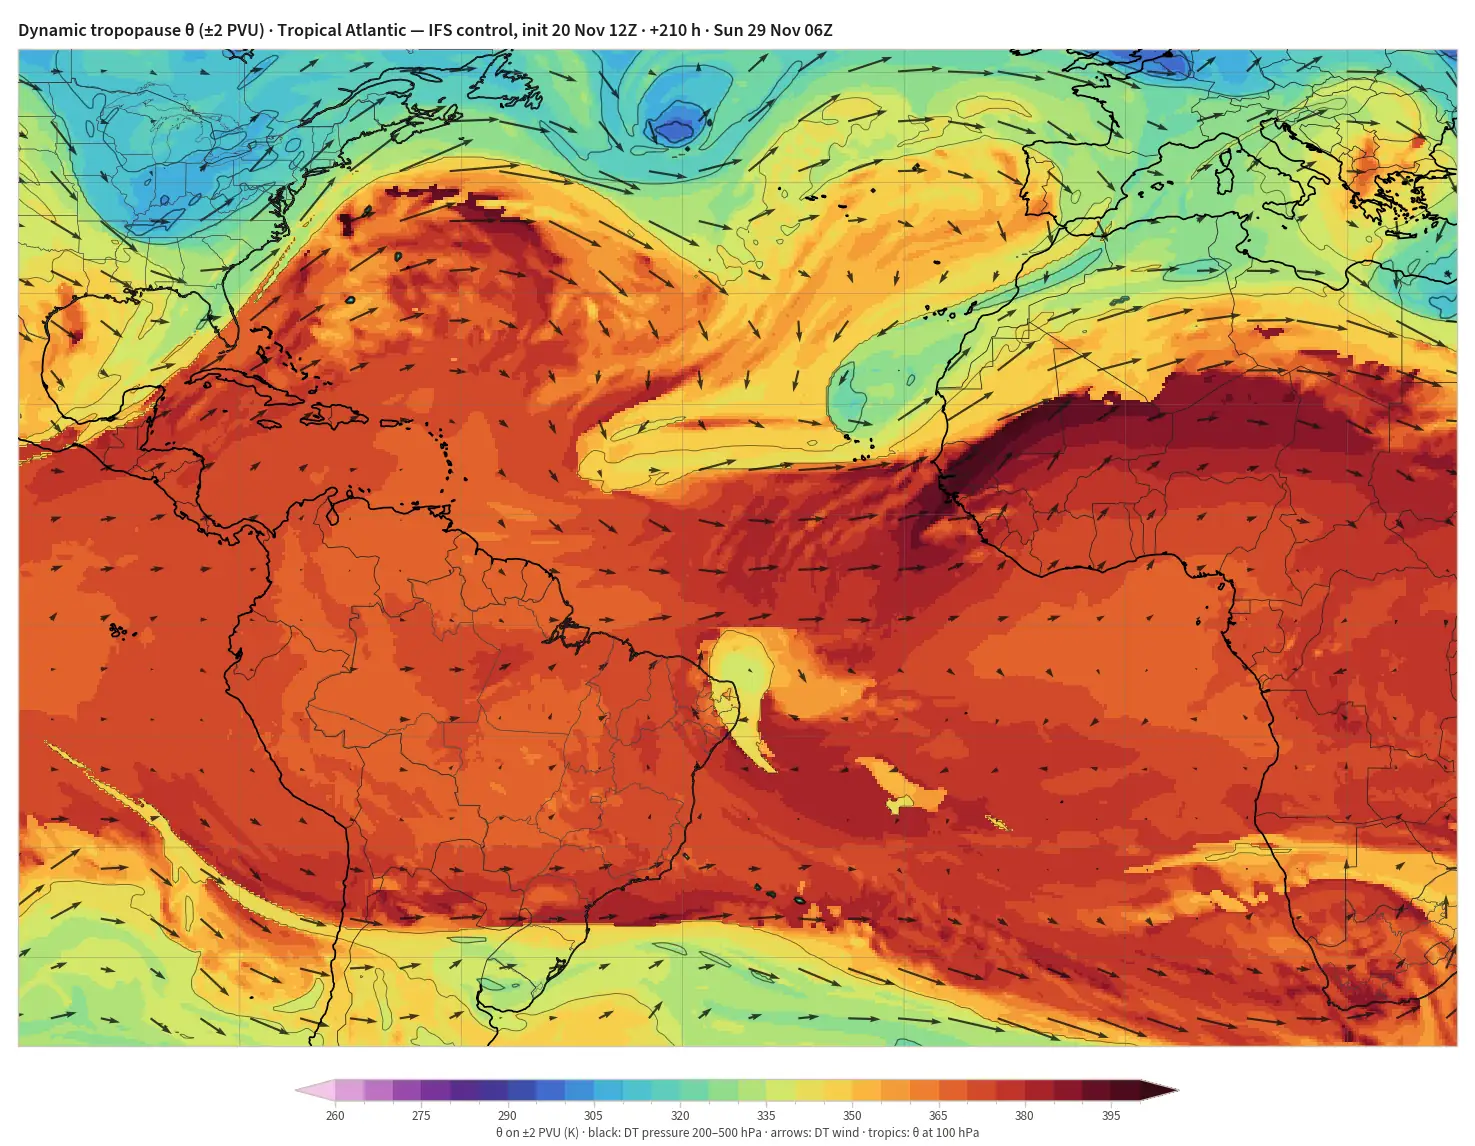 Dynamic tropopause θ (±2 PVU) · Tropical Atlantic — IFS control, init 20 Nov 12Z · +210 h · Sun 29 Nov 06Z
260 275 290 305 320 335 350 365 380 395
θ on ±2 PVU (K) · black: DT pressure 200–500 hPa · arrows: DT wind · tropics: θ at 100 hPa